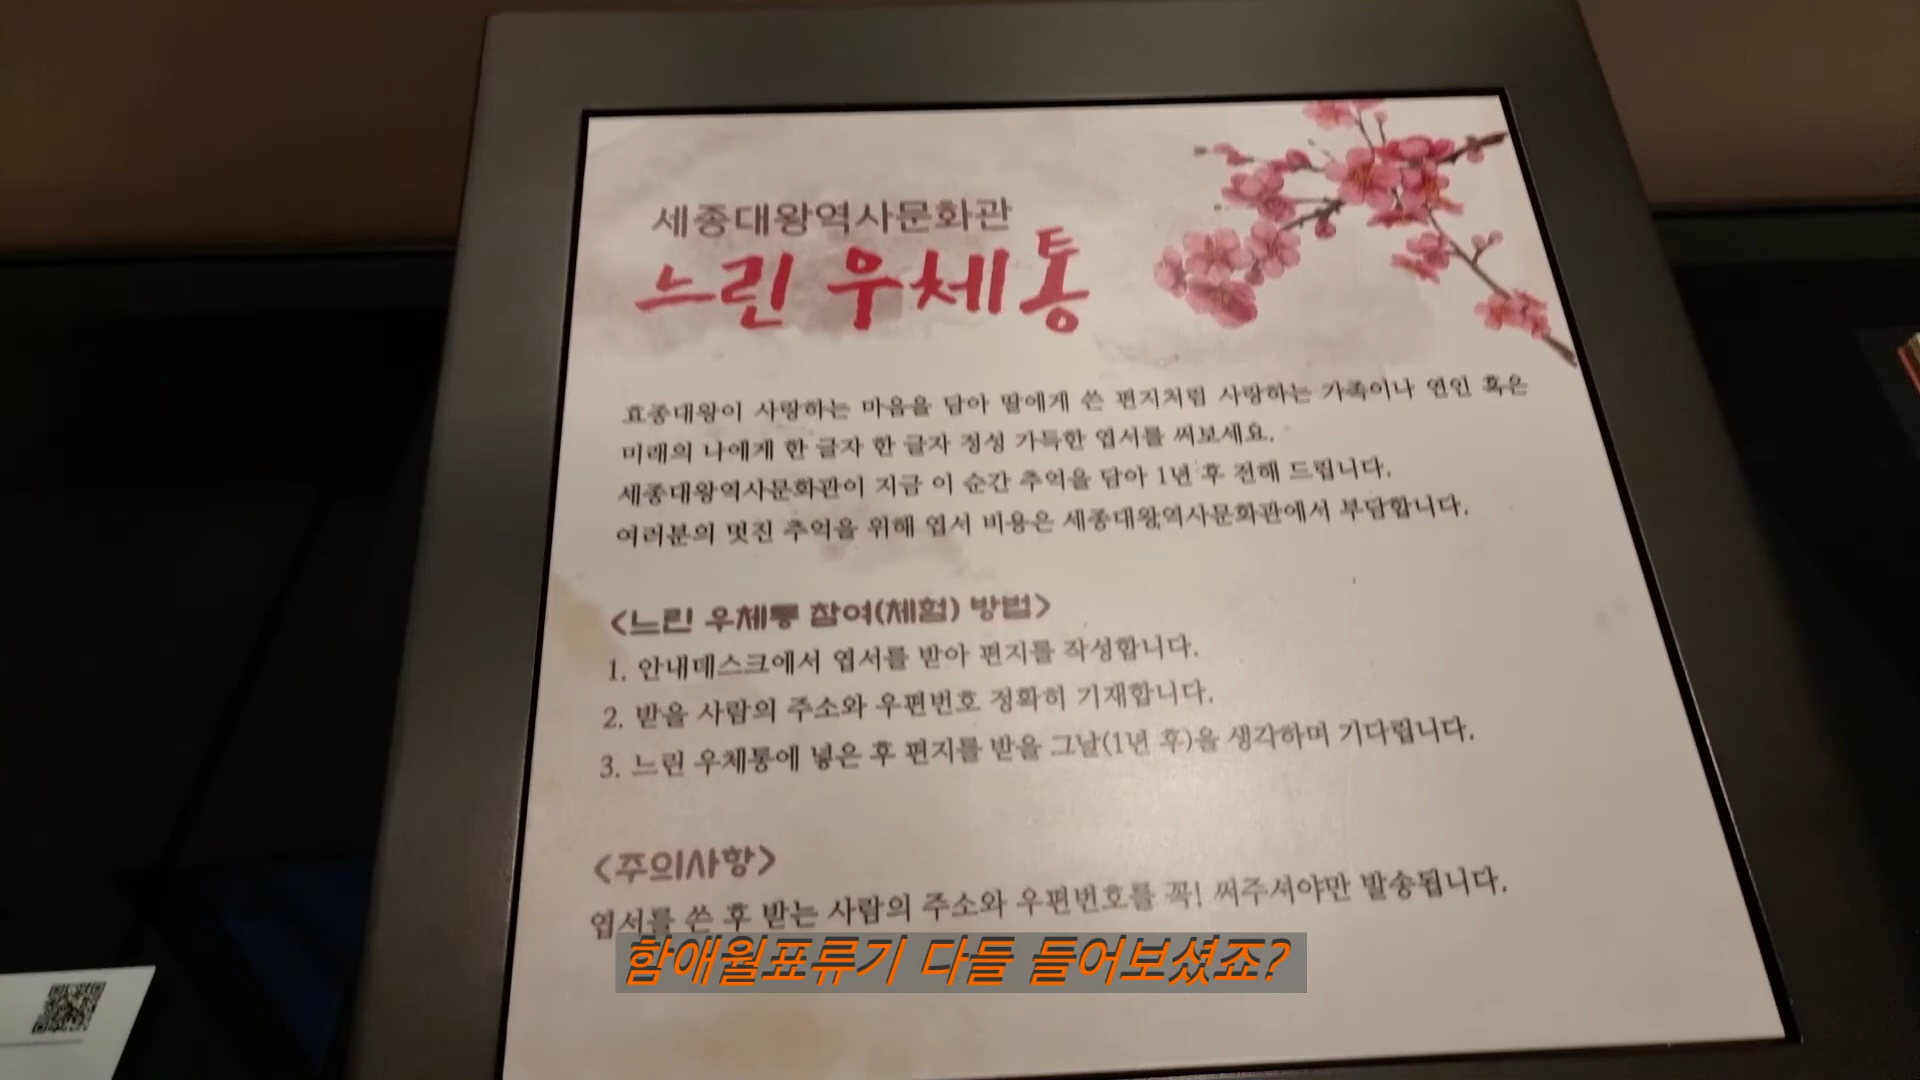 세종대왕역사문화관
느린 우체통
효종대왕이 사랑하는 마음을 담아 딸에게 쓴 편지처럼 사랑하는 가족이나 연인 혹은
미래의 나에게 한 글자 한 글자 정성 가득한 엽서를 써보세요.
세종대왕역사문화관이 지금 이 순간 추억을 담아 1년 후 전해 드립니다.
여러분의 멋진 추억을 위해 엽서 비용은 세종대왕역사문화관에서 부담합니다.
<느린 우체통 참여(체험) 방법>
1. 안내데스크에서 엽서를 받아 편지를 작성합니다.
2. 받을 사람의 주소와 우편번호 정확히 기재합니다.
3. 느린 우체통에 넣은 후 편지를 받을 그날(1년 후)을 생각하며 기다립니다.
<주의사항>
엽서를 쓴 후 받는 사람의 주소와 우편번호를 꼭! 써주셔야만 발송됩니다.
함애월표류기 다들 들어보셨죠?